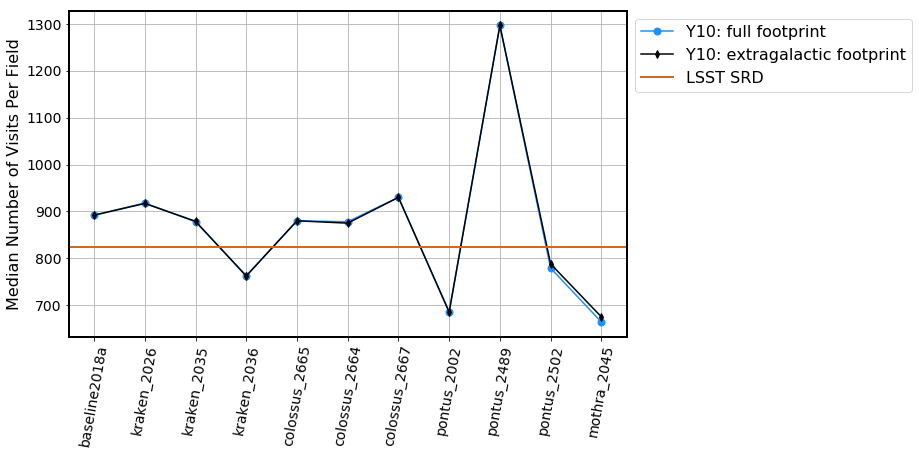 Median Number of Visits Per Field
1300
1200
1100
1000
900
800
700
baseline2018a
kraken_2026
kraken_2035
kraken_2036
colossus_2665
colossus_2664
colossus_2667
pontus_2002
pontus_2489
pontus_2502
mothra_2045
Y10: full footprint
Y10: extragalactic footprint
LSST SRD